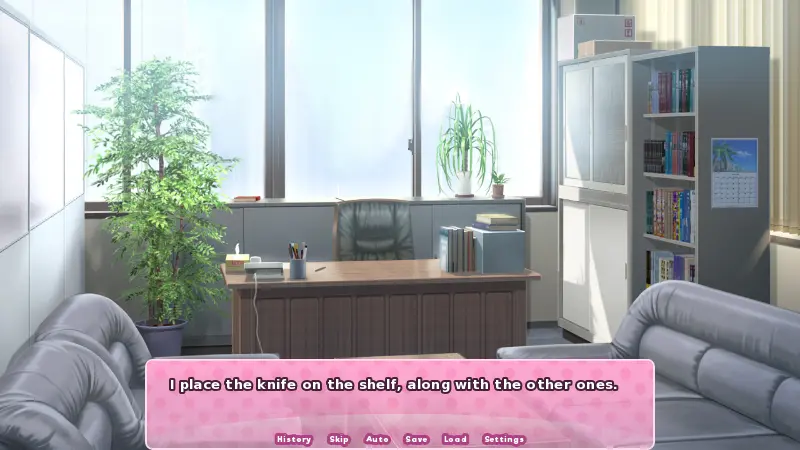 I place the knife on the shelf, along with the other ones.
History Skip Auto Save Load Settings